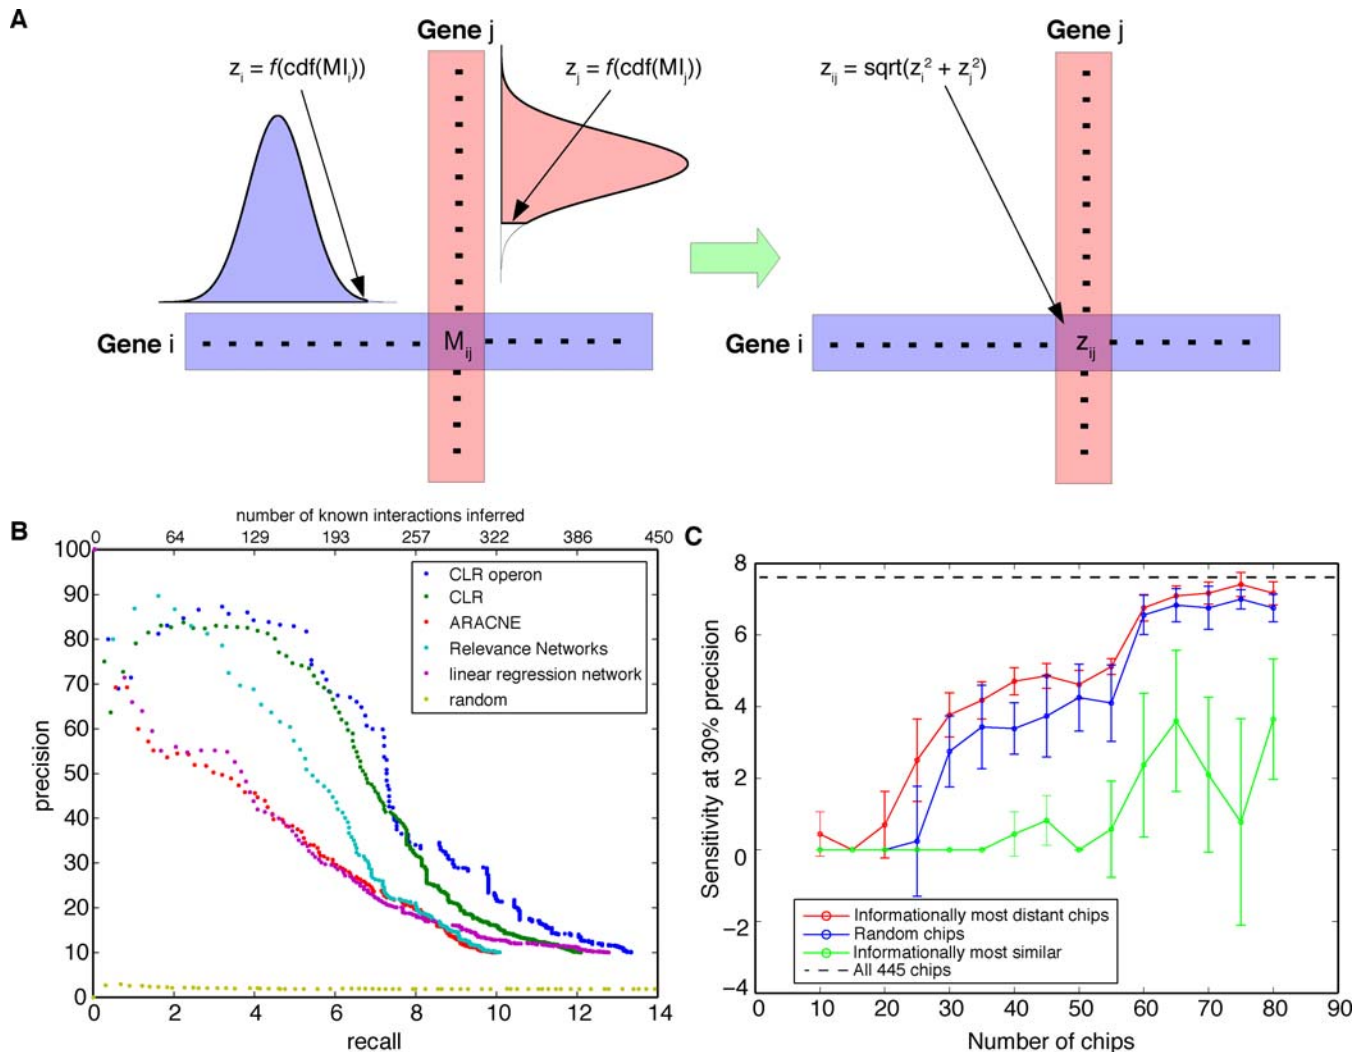 A
Gene j
z_i = f(cdf(MI_i))
z_j = f(cdf(MI_j))
Gene i
M_ij
Gene j
z_ij = sqrt(z_i^2 + z_j^2)
Gene i
z_ij
B
number of known interactions inferred
0 64 129 193 257 322 386 450
100
90
80
70
60
50
40
30
20
10
0
precision
CLR operon
CLR
ARACNE
Relevance Networks
linear regression network
random
0 2 4 6 8 10 12 14
recall
C
8
6
4
2
0
−2
−4
Sensitivity at 30% precision
Informationally most distant chips
Random chips
Informationally most similar
All 445 chips
0 10 20 30 40 50 60 70 80 90
Number of chips